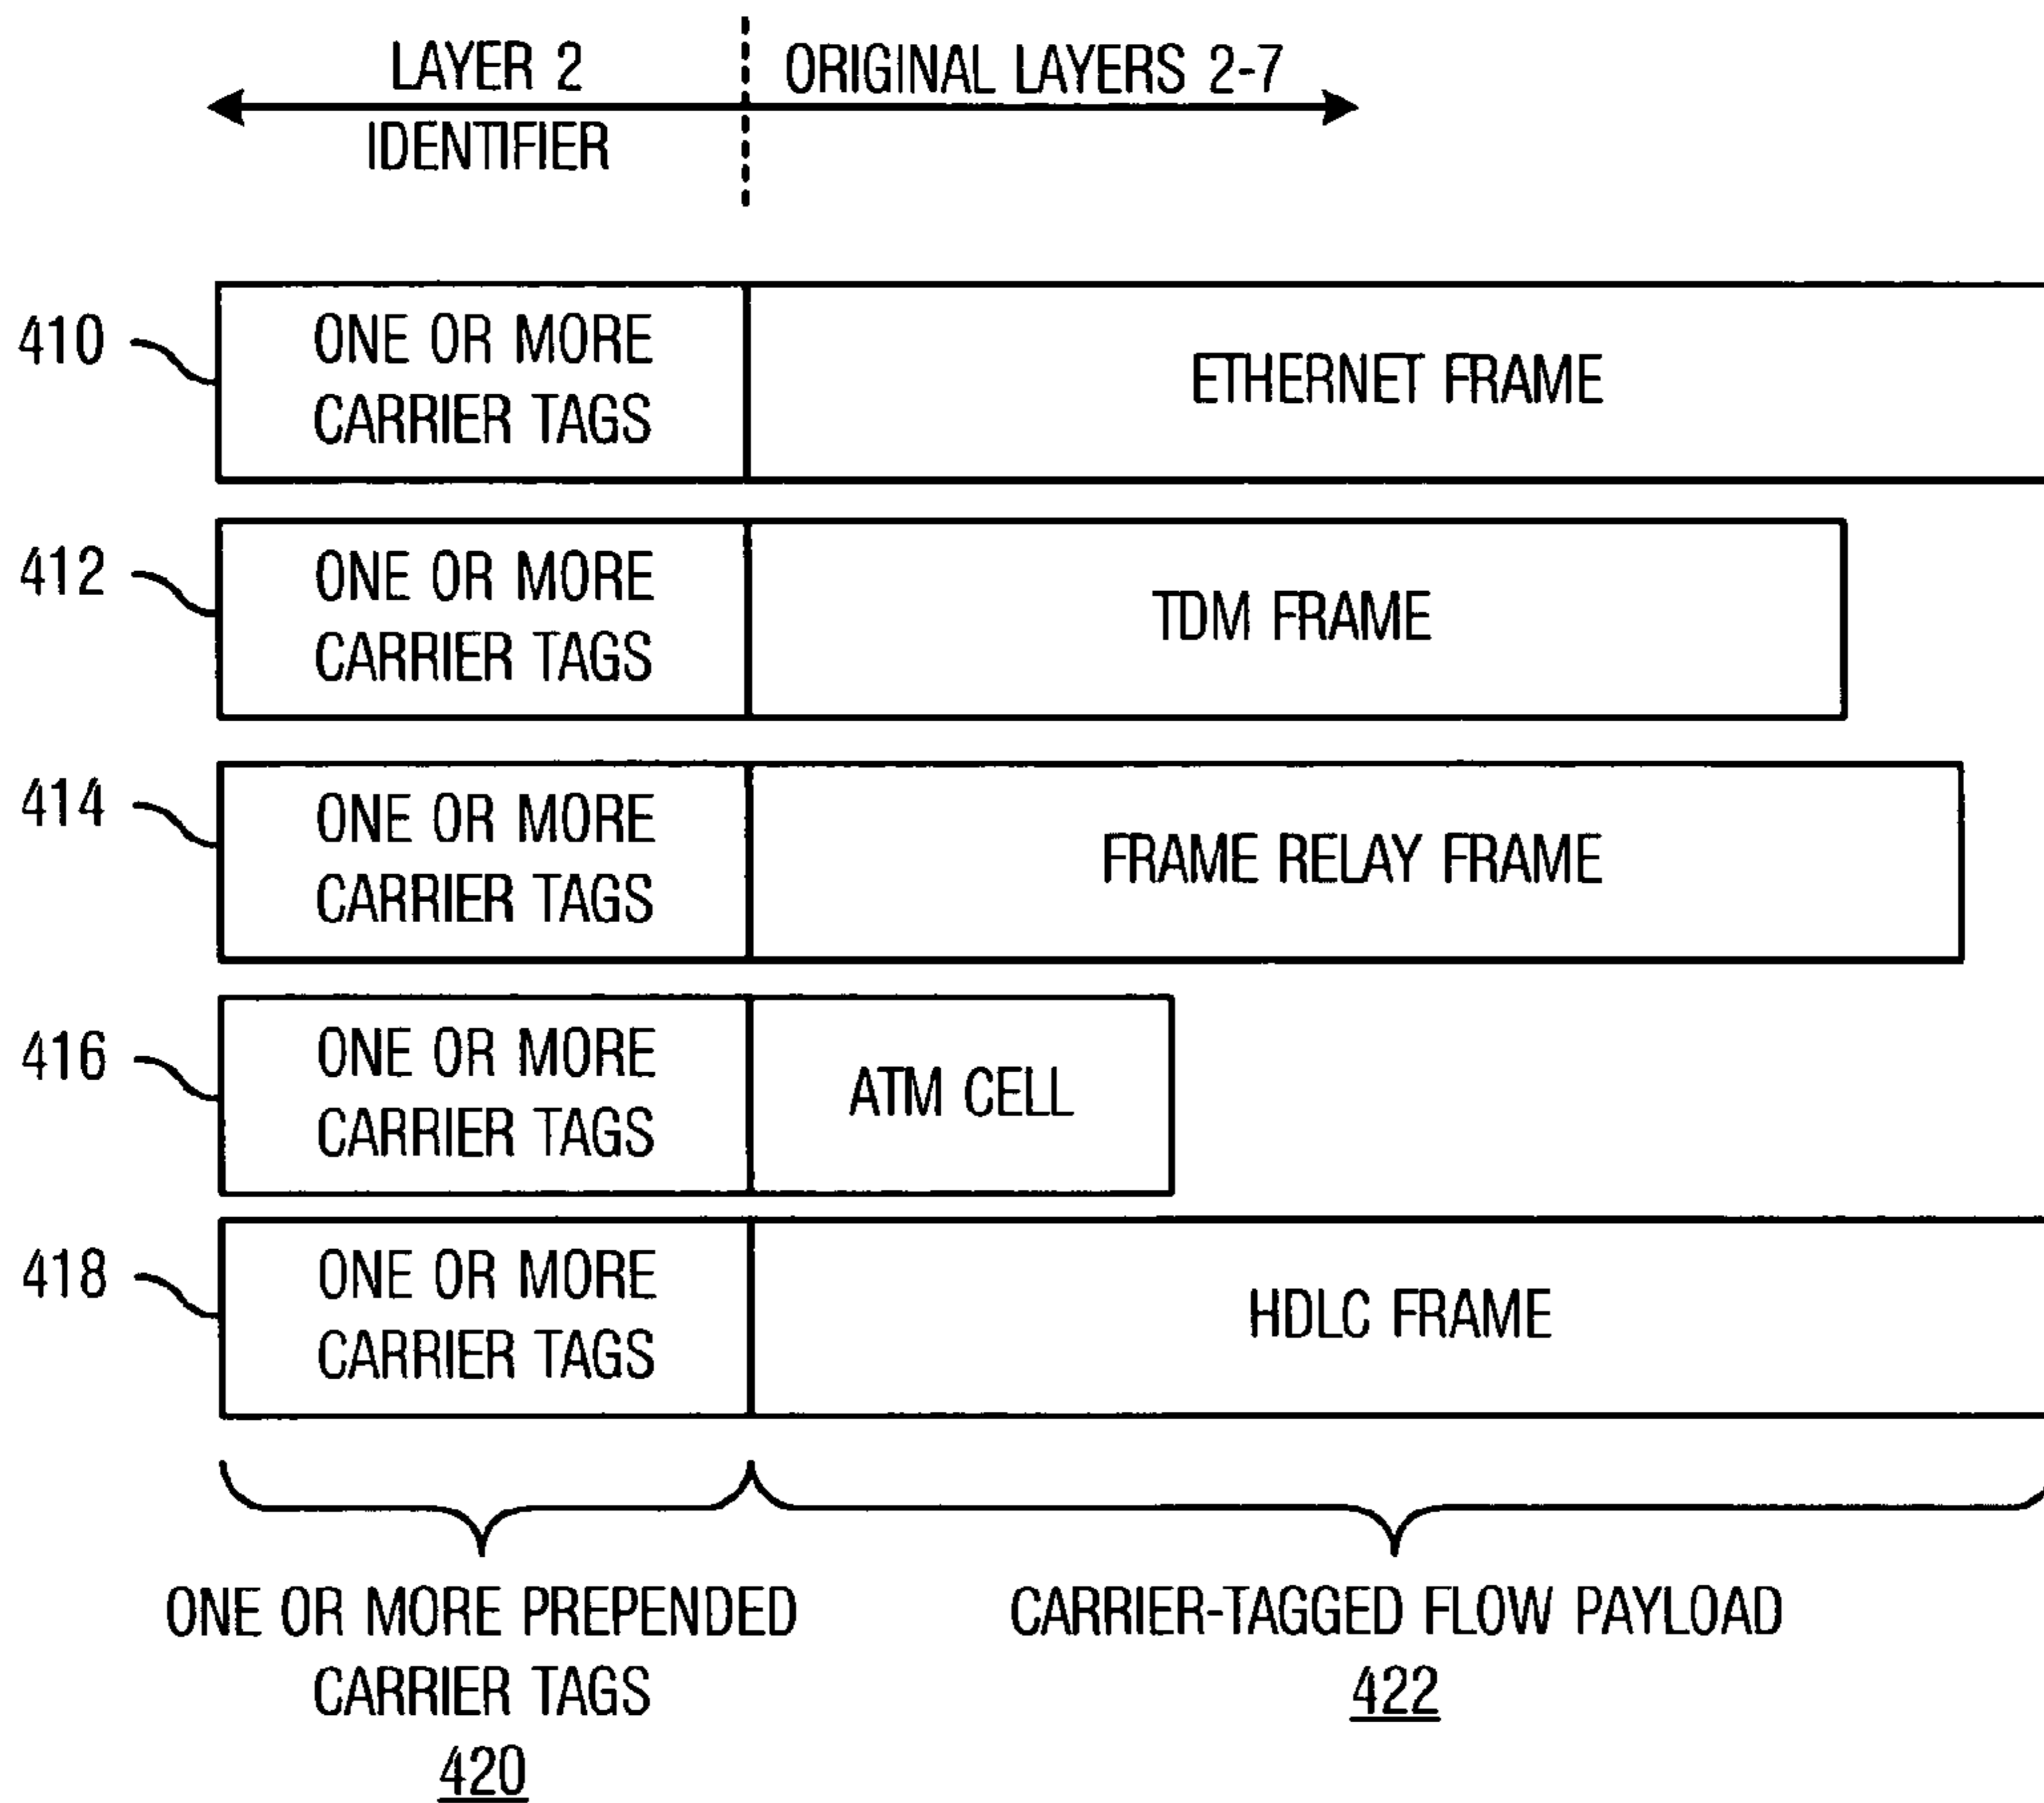 LAYER 2
IDENTIFIER
ORIGINAL LAYERS 2-7
410
ONE OR MORE
CARRIER TAGS
ETHERNET FRAME
412
ONE OR MORE
CARRIER TAGS
TDM FRAME
414
ONE OR MORE
CARRIER TAGS
FRAME RELAY FRAME
416
ONE OR MORE
CARRIER TAGS
ATM CELL
418
ONE OR MORE
CARRIER TAGS
HDLC FRAME
ONE OR MORE PREPENDED
CARRIER TAGS
420
CARRIER-TAGGED FLOW PAYLOAD
422